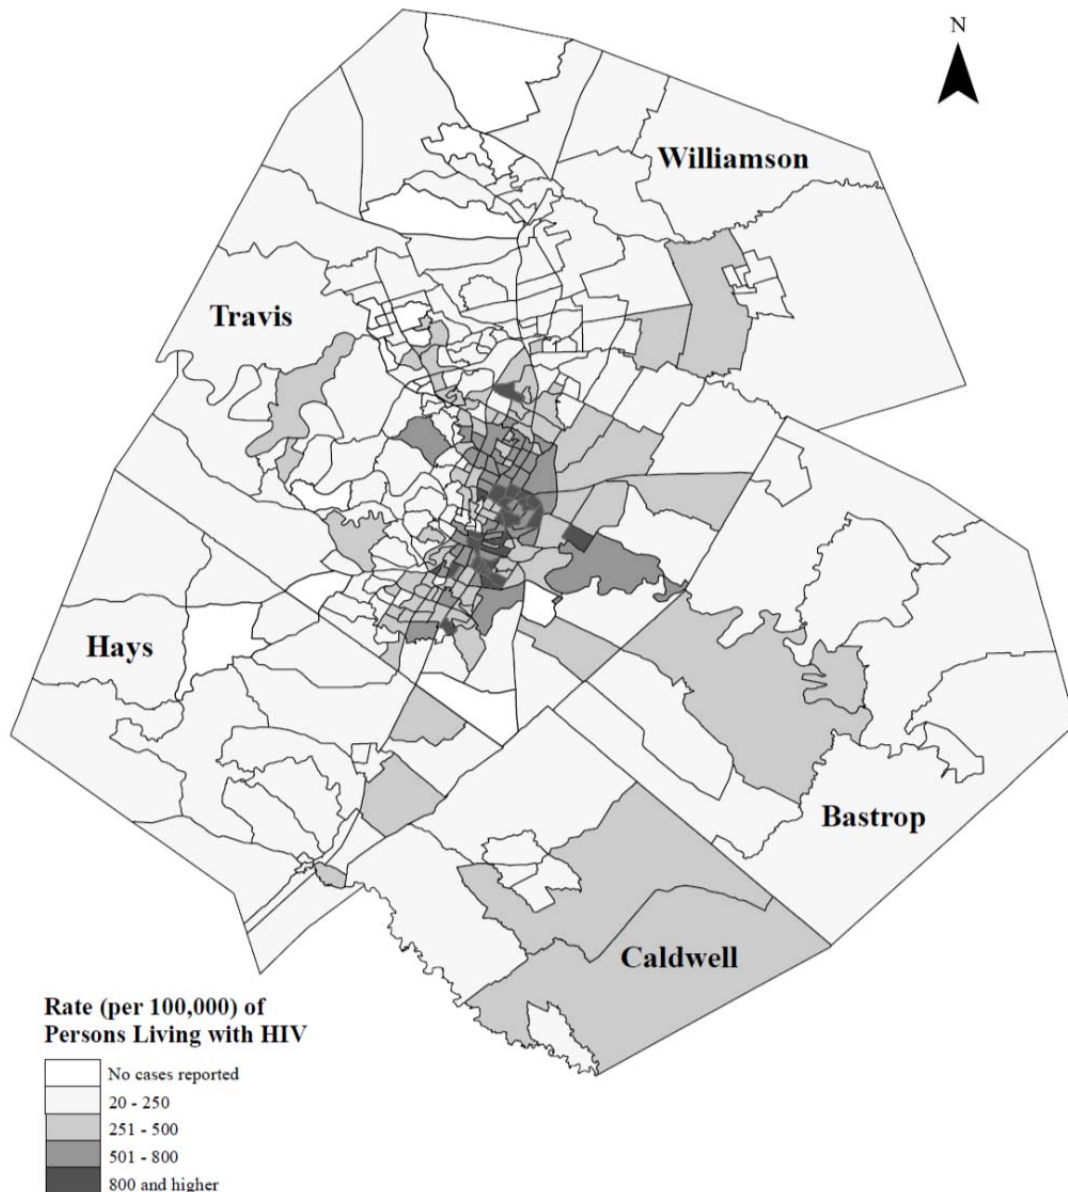 N
Williamson
Travis
Hays
Bastrop
Caldwell
Rate (per 100,000) of
Persons Living with HIV
No cases reported
20 - 250
251 - 500
501 - 800
800 and higher